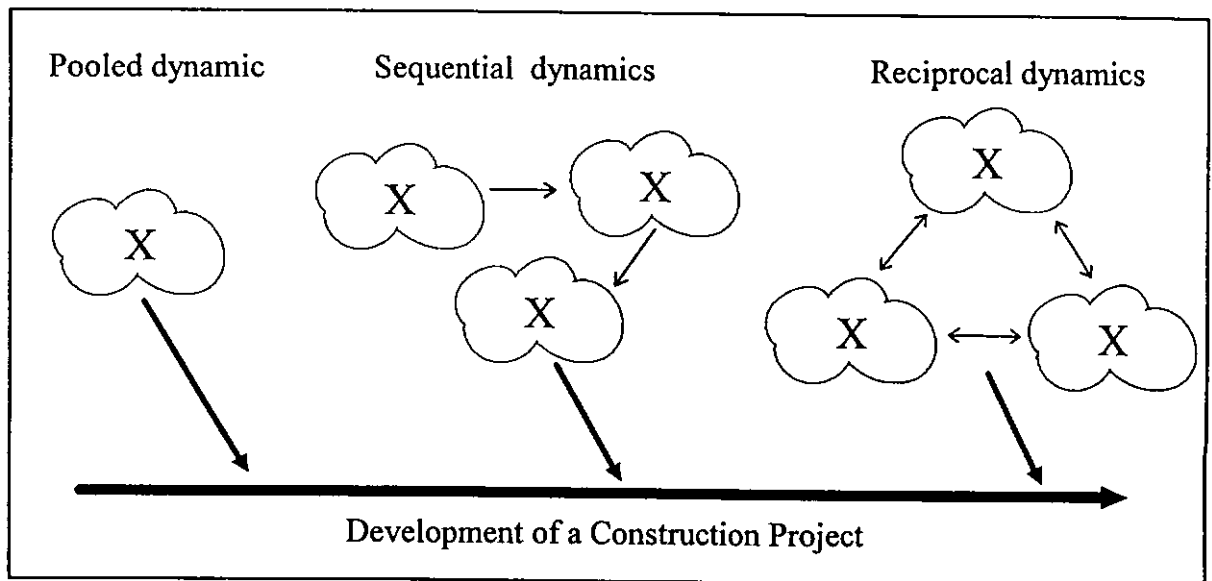 Pooled dynamic
Sequential dynamics
Reciprocal dynamics
X
X
X
X
X
X
X
Development of a Construction Project